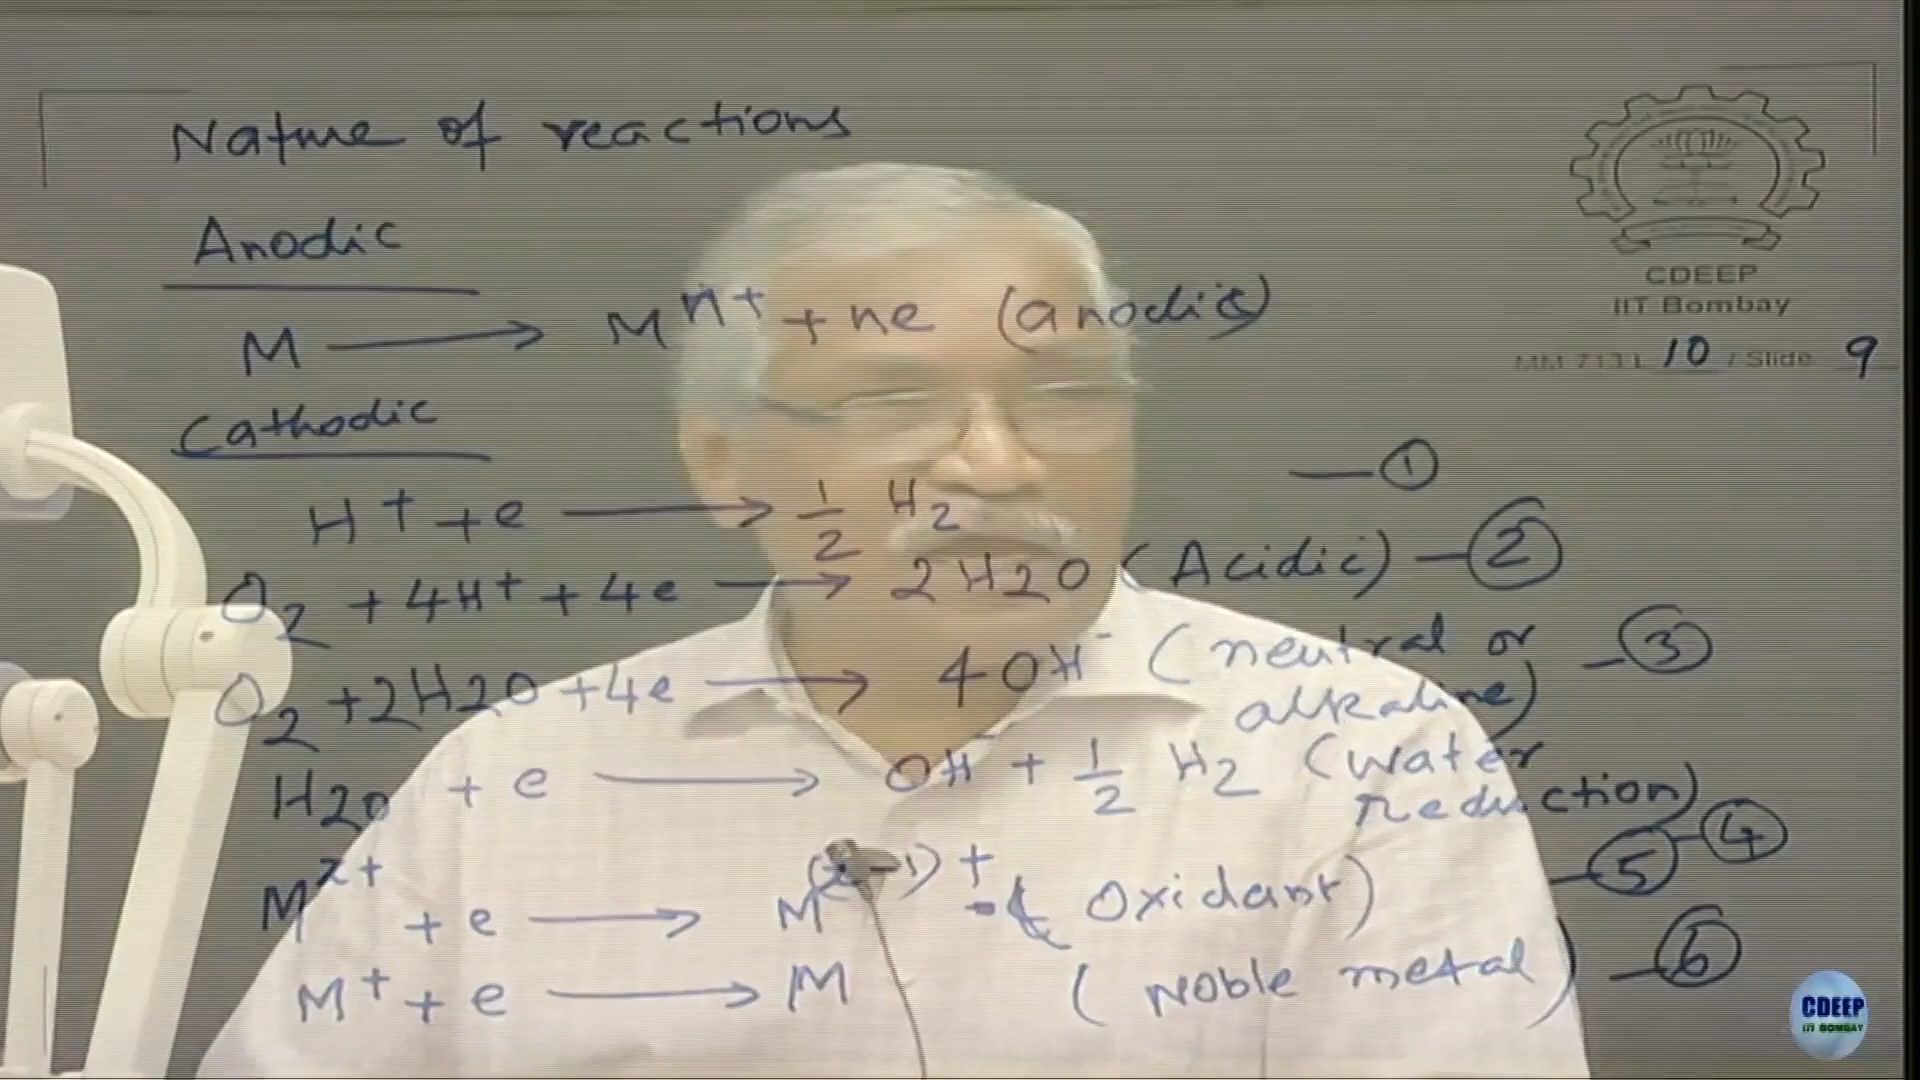 Nature of reactions
Anodic
M → Mⁿ⁺ + ne (anodic)
Cathodic
H⁺ + e → 1/2 H2 — ①
O2 + 4H⁺ + 4e → 2H2O (Acidic) — ②
O2 + 2H2O + 4e → 4OH⁻ (neutral or alkaline) — ③
H2O + e → OH⁻ + 1/2 H2 (water reduction) — ④
Mˣ⁺ + e → M⁽ˣ⁻¹⁾⁺ (Oxidant) — ⑤
M⁺ + e → M (Noble metal) — ⑥
CDEEP
IIT Bombay
MM 713 L 10 / Slide 9
CDEEP
IIT BOMBAY